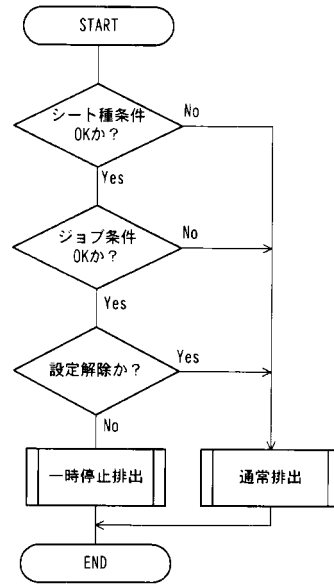 START
シート種条件
OKか？
No
Yes
ジョブ条件
OKか？
No
Yes
設定解除か？
Yes
No
一時停止排出
通常排出
END